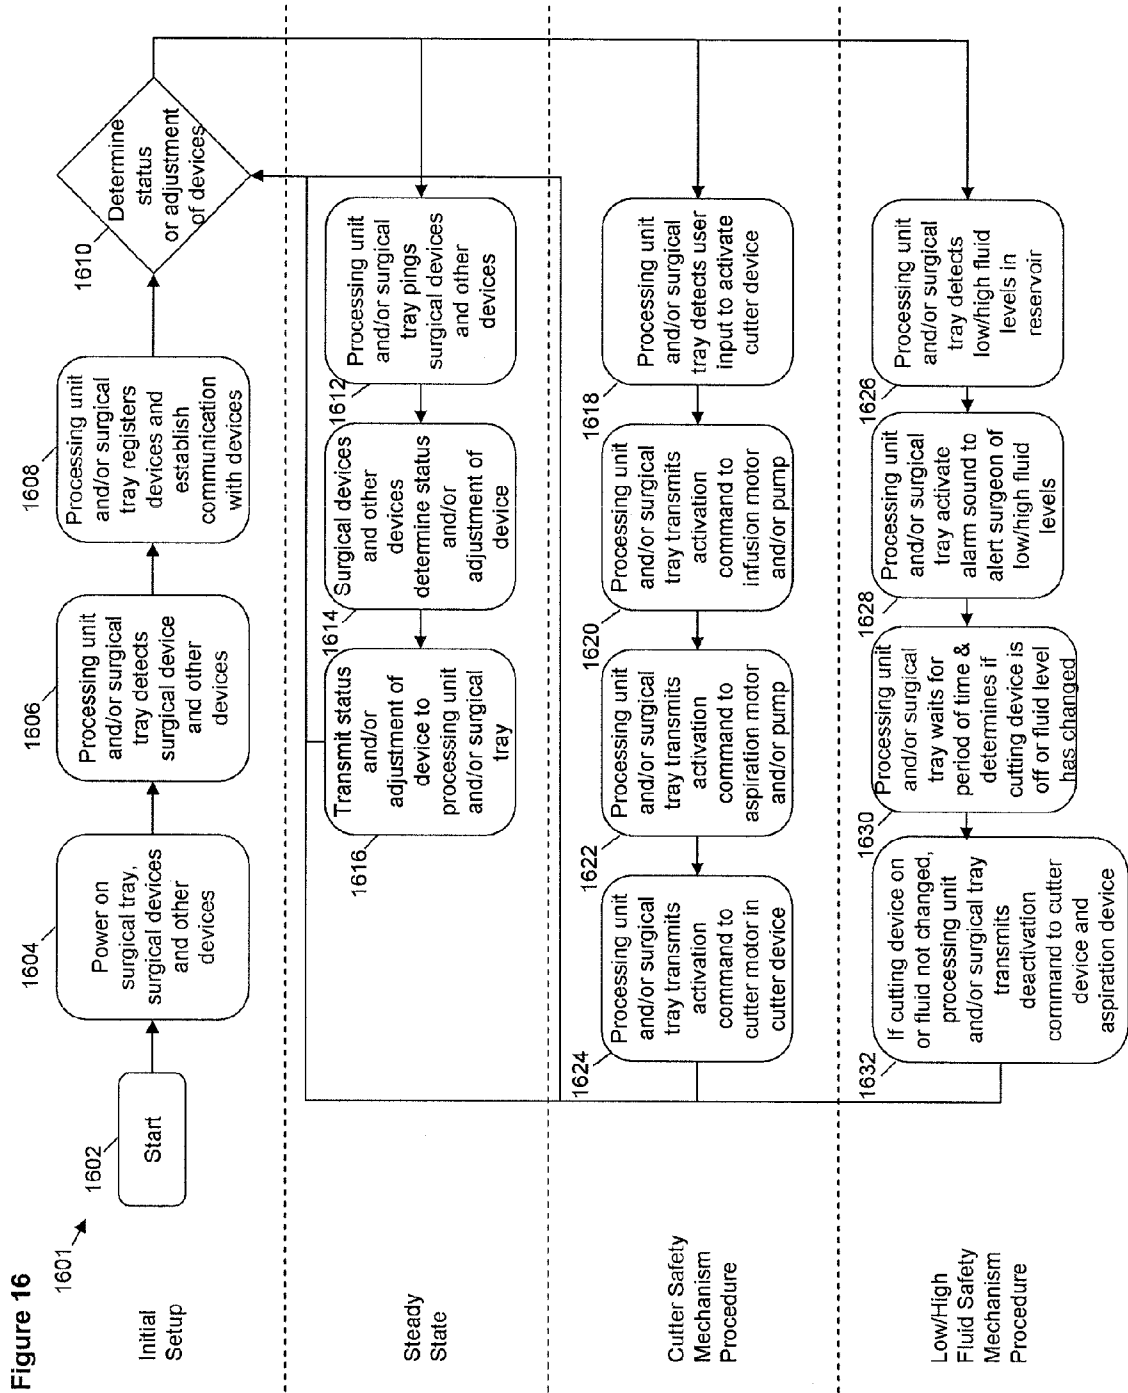 Figure 16
1601
Initial
Setup
1602
Start
1604
Power on
surgical tray,
surgical devices
and other
devices
1606
Processing unit
and/or surgical
tray detects
surgical device
and other
devices
1608
Processing unit
and/or surgical
tray registers
devices and
establish
communication
with devices
1610
Determine
status
or adjustment
of devices
Steady
State
1612
Processing unit
and/or surgical
tray pings
surgical devices
and other
devices
1614
Surgical devices
and other
devices
determine status
and/or
adjustment of
device
1616
Transmit status
and/or
adjustment of
device to
processing unit
and/or surgical
tray
Cutter Safety
Mechanism
Procedure
1618
Processing unit
and/or surgical
tray detects user
input to activate
cutter device
1620
Processing unit
and/or surgical
tray transmits
activation
command to
infusion motor
and/or pump
1622
Processing unit
and/or surgical
tray transmits
activation
command to
aspiration motor
and/or pump
1624
Processing unit
and/or surgical
tray transmits
activation
command to
cutter motor in
cutter device
Low/High
Fluid Safety
Mechanism
Procedure
1626
Processing unit
and/or surgical
tray detects
low/high fluid
levels in
reservoir
1628
Processing unit
and/or surgical
tray activate
alarm sound to
alert surgeon of
low/high fluid
levels
1630
Processing unit
and/or surgical
tray waits for
period of time &
determines if
cutting device is
off or fluid level
has changed
1632
If cutting device on
or fluid not changed,
processing unit
and/or surgical tray
transmits
deactivation
command to cutter
device and
aspiration device